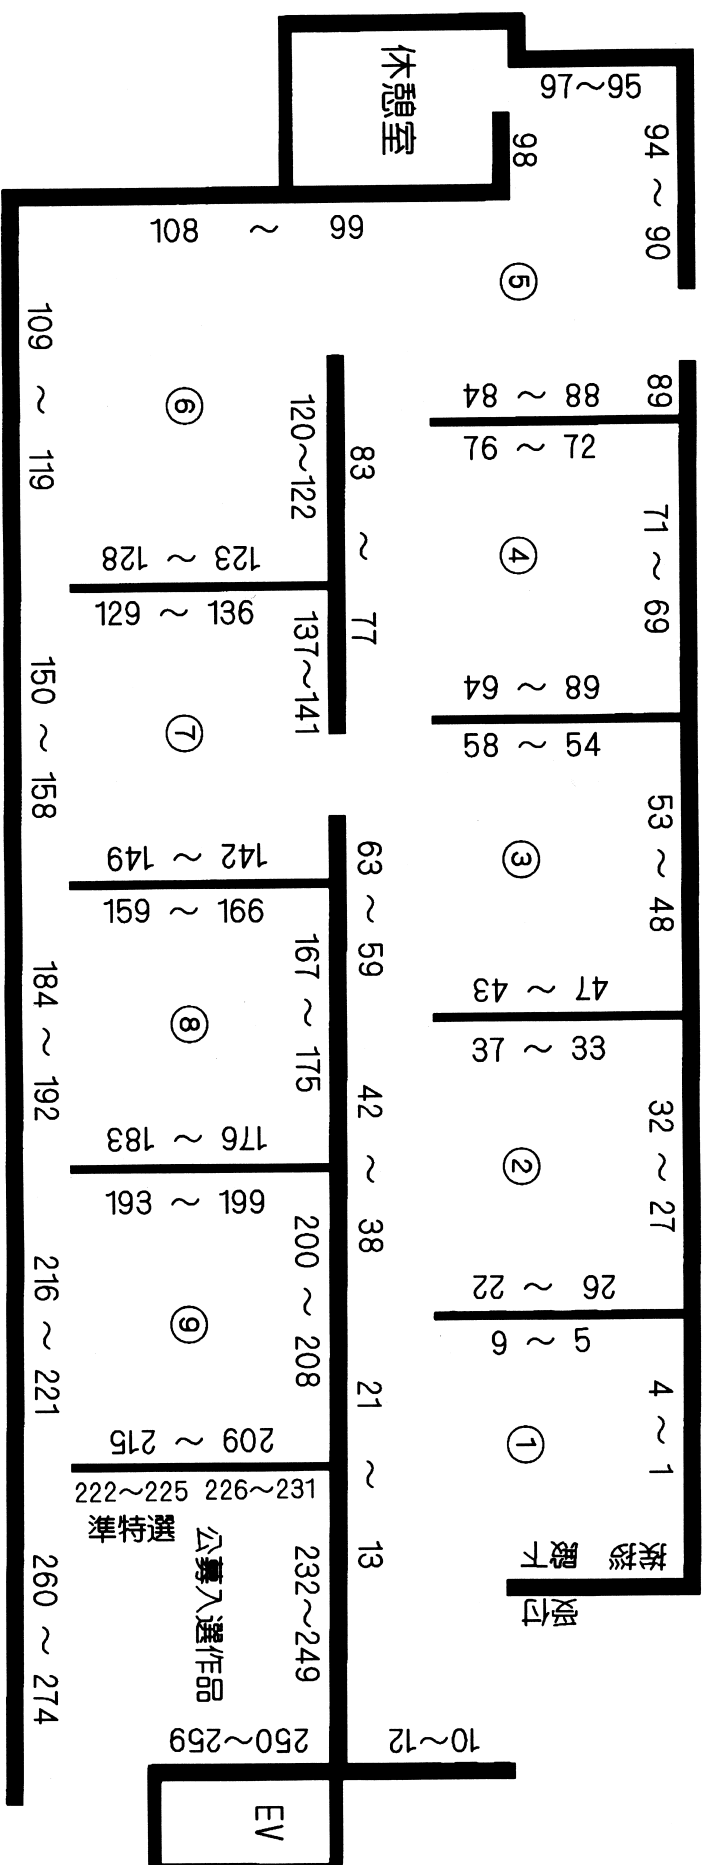 休憩室
97～95
98
94 ～ 90
108 ～ 99
⑤
89
88 ～ 84
76 ～ 72
71 ～ 69
④
68 ～ 64
58 ～ 54
53 ～ 48
③
47 ～ 43
37 ～ 33
32 ～ 27
②
26 ～ 22
5 ～ 9
4 ～ 1
①
挨拶 殿下
受付
10～12
21 ～ 13
42 ～ 38
63 ～ 59
83 ～ 77
109 ～ 119
⑥
120～122
123 ～ 128
129 ～ 136
137～141
⑦
142 ～ 149
150 ～ 158
159 ～ 166
167 ～ 175
⑧
176 ～ 183
184 ～ 192
193 ～ 199
200 ～ 208
⑨
209 ～ 215
216 ～ 221
222～225 226～231
準特選
公募入選作品
232～249
250～259
260 ～ 274
EV